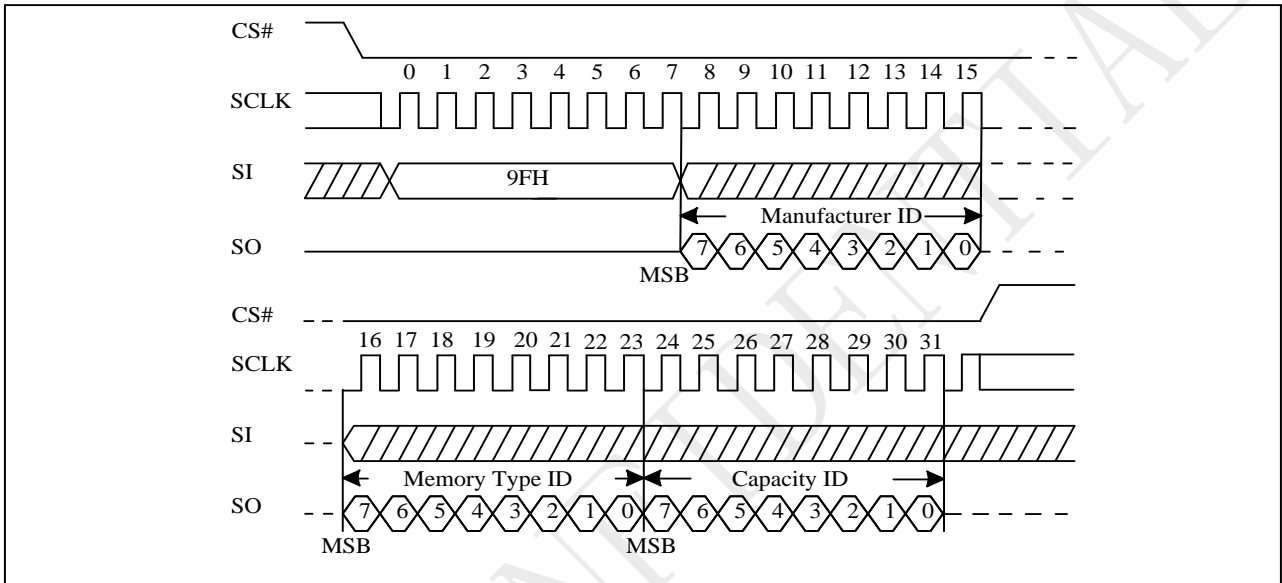 CS#
0 1 2 3 4 5 6 7 8 9 10 11 12 13 14 15
SCLK
SI
9FH
Manufacturer ID
SO
7 6 5 4 3 2 1 0
MSB
CS#
16 17 18 19 20 21 22 23 24 25 26 27 28 29 30 31
SCLK
SI
Memory Type ID Capacity ID
SO
7 6 5 4 3 2 1 0 7 6 5 4 3 2 1 0
MSB MSB